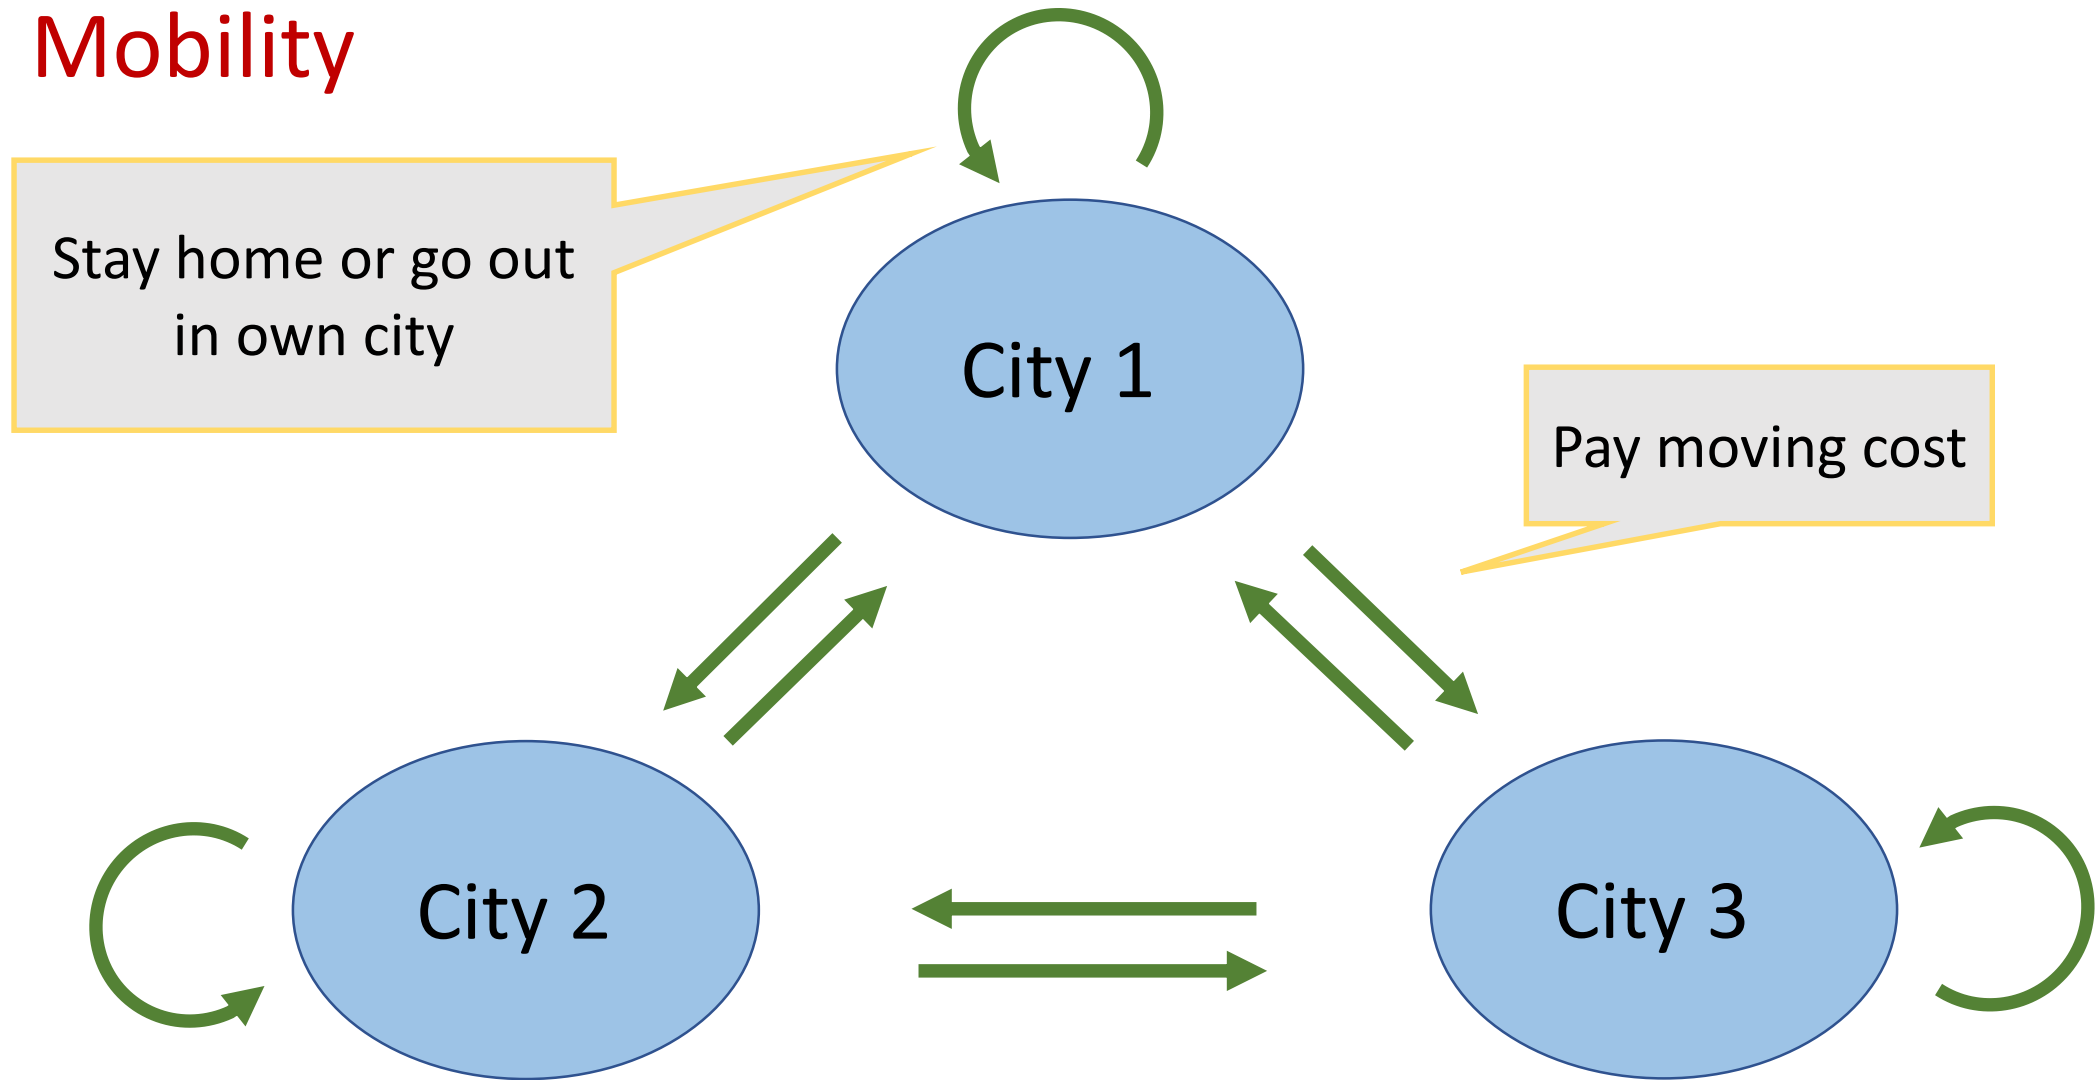 Mobility
Stay home or go out
in own city
City 1
Pay moving cost
City 2
City 3